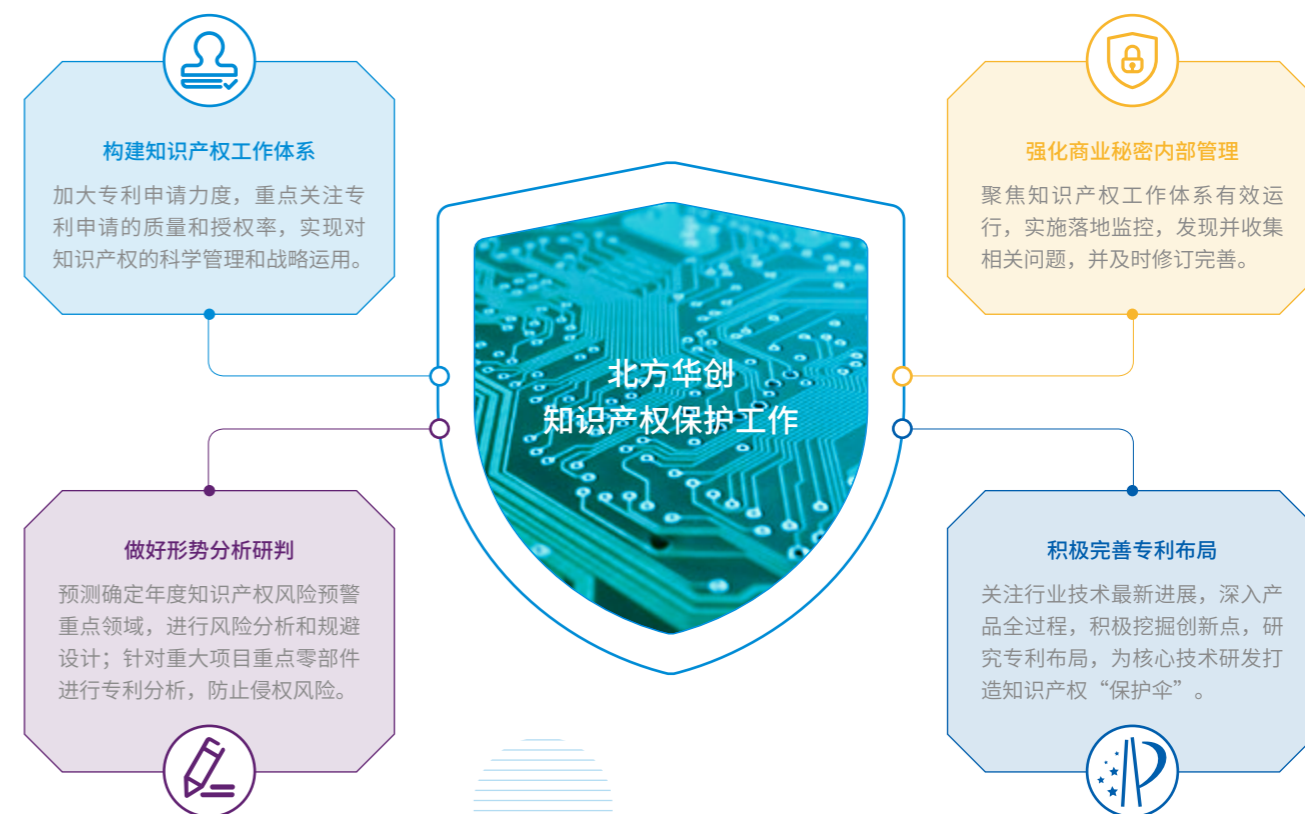 构建知识产权工作体系
加大专利申请力度，重点关注专
利申请的质量和授权率，实现对
知识产权的科学管理和战略运用。
强化商业秘密内部管理
聚焦知识产权工作体系有效运
行，实施落地监控，发现并收集
相关问题，并及时修订完善。
北方华创
知识产权保护工作
做好形势分析研判
预测确定年度知识产权风险预警
重点领域，进行风险分析和规避
设计；针对重大项目重点零部件
进行专利分析，防止侵权风险。
积极完善专利布局
关注行业技术最新进展，深入产
品全过程，积极挖掘创新点，研
究专利布局，为核心技术研发打
造知识产权“保护伞”。